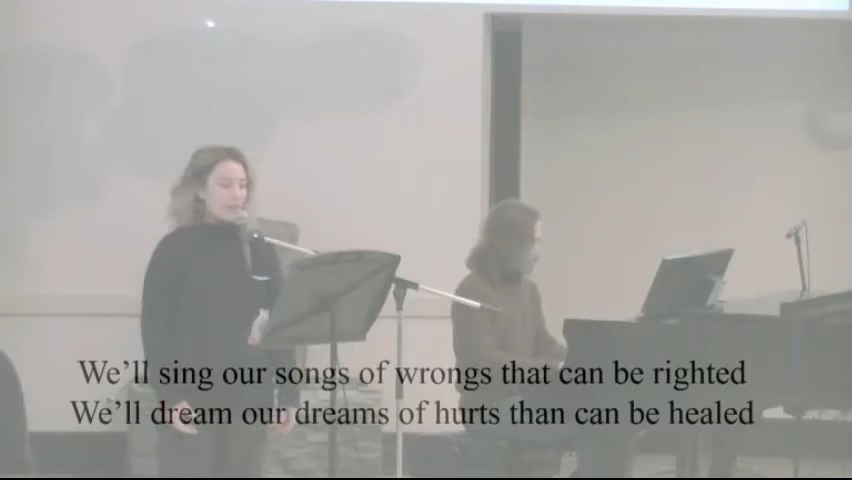 We'll sing our songs of wrongs that can be righted
We'll dream our dreams of hurts than can be healed